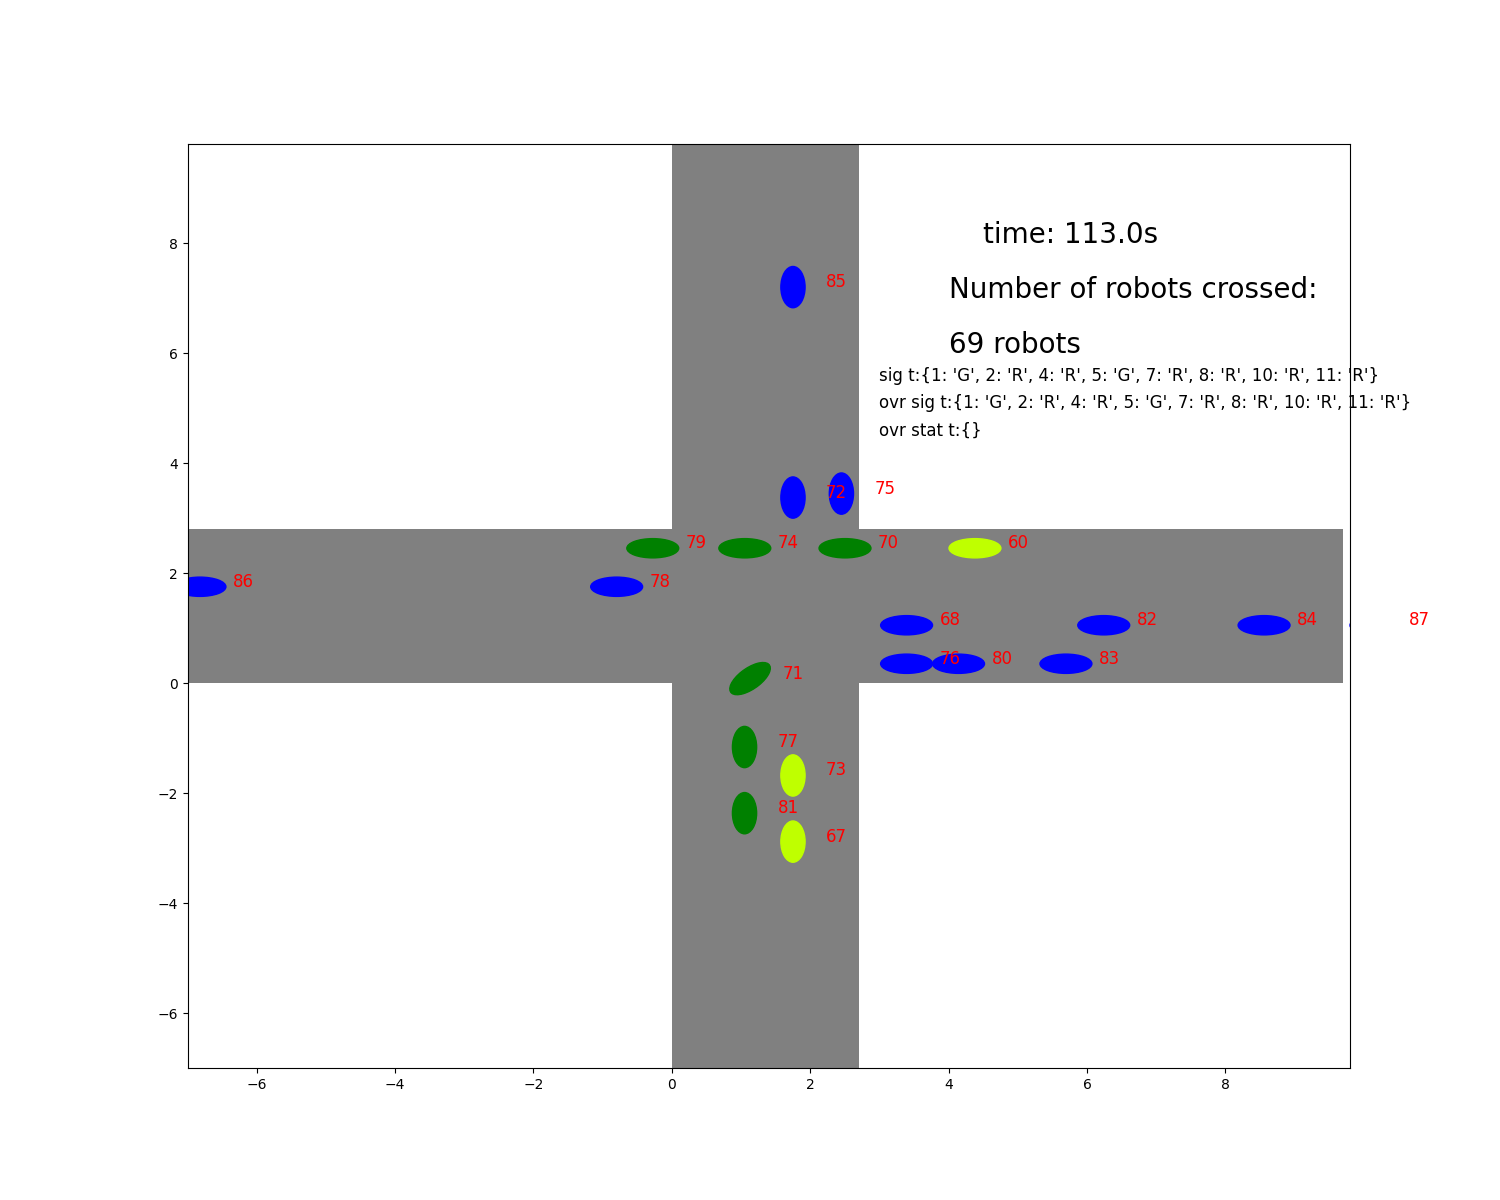 8
85
time: 113.0s
Number of robots crossed:
6
69 robots
sig t:{1: 'G', 2: 'R', 4: 'R', 5: 'G', 7: 'R', 8: 'R', 10: 'R', 11: 'R'}
ovr sig t:{1: 'G', 2: 'R', 4: 'R', 5: 'G', 7: 'R', 8: 'R', 10: 'R', 11: 'R'}
ovr stat t:{}
4
72 75
79 74 70 60
2
86 78
68 82 84 87
76 80 83
0
71
77
73
−2
81
67
−4
−6
−6 −4 −2 0 2 4 6 8